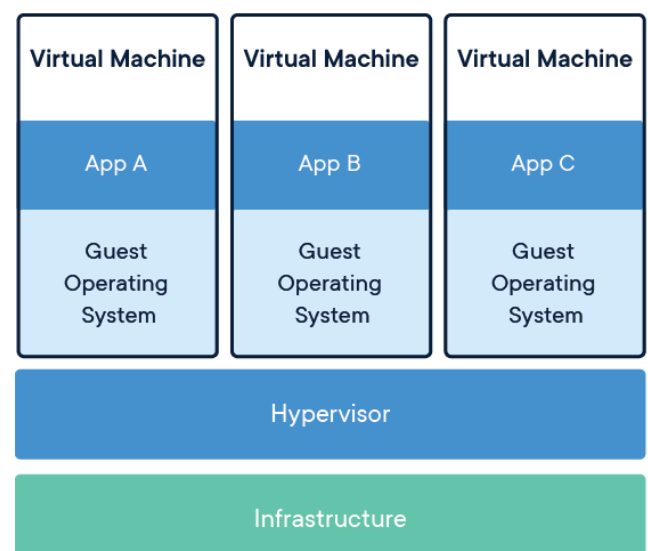 Virtual Machine
Virtual Machine
Virtual Machine
App A
App B
App C
Guest
Operating
System
Guest
Operating
System
Guest
Operating
System
Hypervisor
Infrastructure